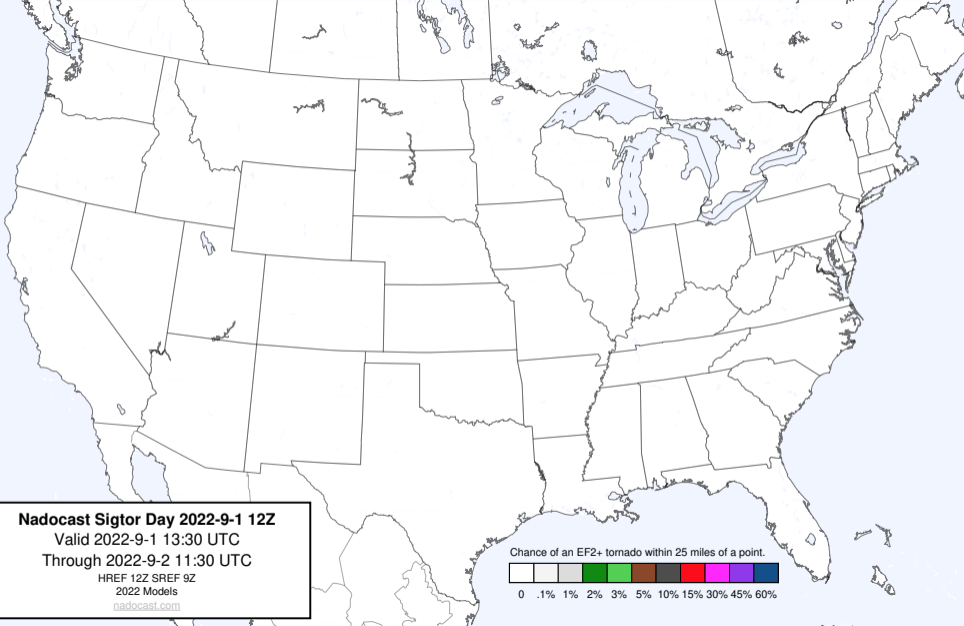 Nadocast Sigtor Day 2022-9-1 12Z
Valid 2022-9-1 13:30 UTC
Through 2022-9-2 11:30 UTC
HREF 12Z SREF 9Z
2022 Models
nadocast.com
Chance of an EF2+ tornado within 25 miles of a point.
0 .1% 1% 2% 3% 5% 10% 15% 30% 45% 60%